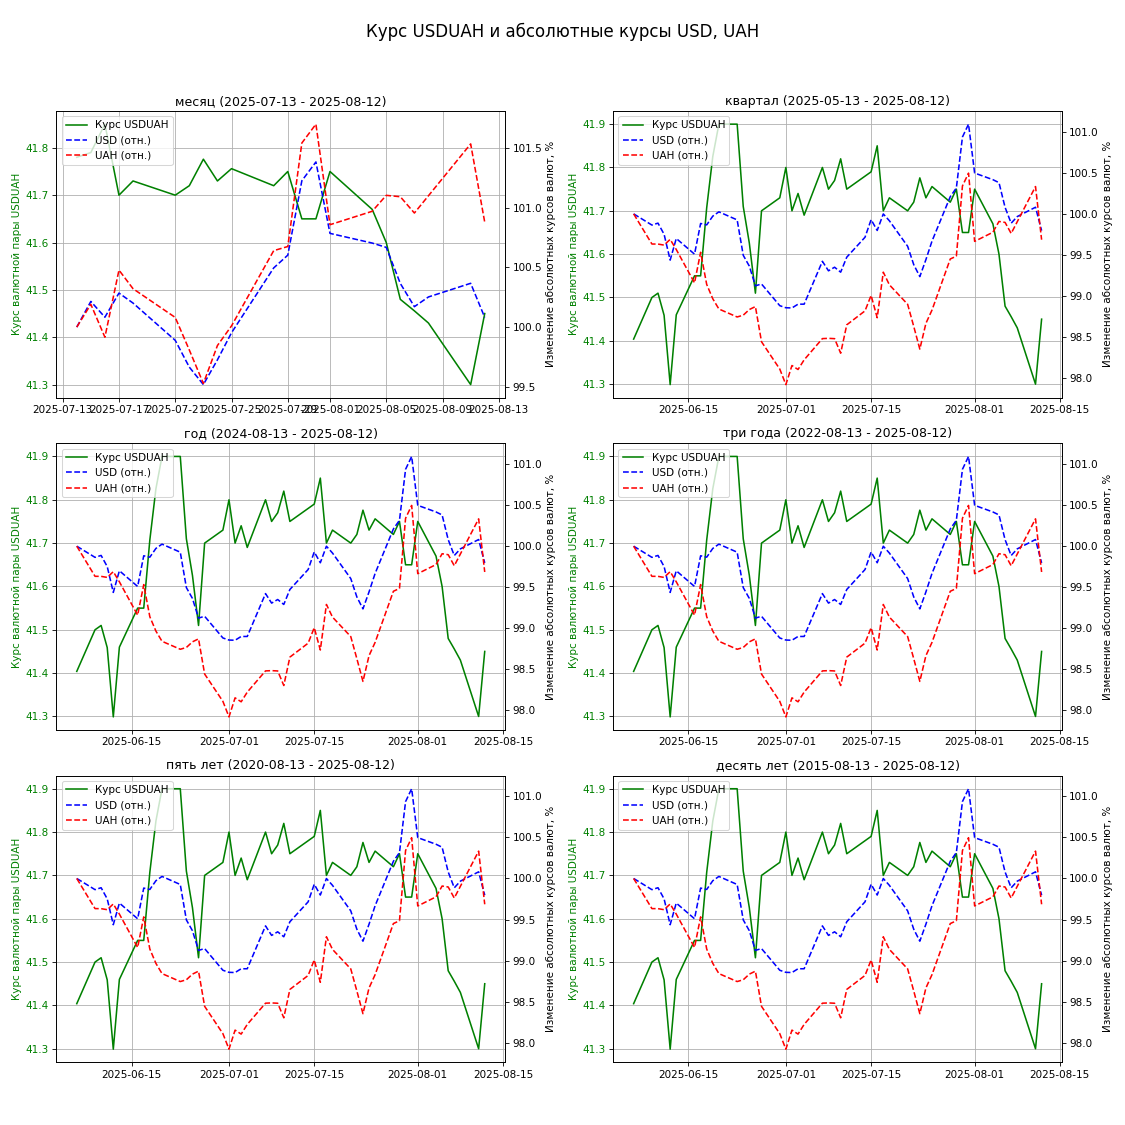 Курс USDUAH и абсолютные курсы USD, UAH
месяц (2025-07-13 - 2025-08-12)
Курс USDUAH
USD (отн.)
UAH (отн.)
Курс валютной пары USDUAH
41.8
41.7
41.6
41.5
41.4
41.3
101.5
101.0
100.5
100.0
99.5
Изменение абсолютных курсов валют, %
2025-07-13 2025-07-17 2025-07-21 2025-07-25 2025-07-29 2025-08-01 2025-08-05 2025-08-09 2025-08-13
квартал (2025-05-13 - 2025-08-12)
Курс USDUAH
USD (отн.)
UAH (отн.)
Курс валютной пары USDUAH
41.9
41.8
41.7
41.6
41.5
41.4
41.3
101.0
100.5
100.0
99.5
99.0
98.5
98.0
Изменение абсолютных курсов валют, %
2025-06-15 2025-07-01 2025-07-15 2025-08-01 2025-08-15
год (2024-08-13 - 2025-08-12)
Курс USDUAH
USD (отн.)
UAH (отн.)
Курс валютной пары USDUAH
41.9
41.8
41.7
41.6
41.5
41.4
41.3
101.0
100.5
100.0
99.5
99.0
98.5
98.0
Изменение абсолютных курсов валют, %
2025-06-15 2025-07-01 2025-07-15 2025-08-01 2025-08-15
три года (2022-08-13 - 2025-08-12)
Курс USDUAH
USD (отн.)
UAH (отн.)
Курс валютной пары USDUAH
41.9
41.8
41.7
41.6
41.5
41.4
41.3
101.0
100.5
100.0
99.5
99.0
98.5
98.0
Изменение абсолютных курсов валют, %
2025-06-15 2025-07-01 2025-07-15 2025-08-01 2025-08-15
пять лет (2020-08-13 - 2025-08-12)
Курс USDUAH
USD (отн.)
UAH (отн.)
Курс валютной пары USDUAH
41.9
41.8
41.7
41.6
41.5
41.4
41.3
101.0
100.5
100.0
99.5
99.0
98.5
98.0
Изменение абсолютных курсов валют, %
2025-06-15 2025-07-01 2025-07-15 2025-08-01 2025-08-15
десять лет (2015-08-13 - 2025-08-12)
Курс USDUAH
USD (отн.)
UAH (отн.)
Курс валютной пары USDUAH
41.9
41.8
41.7
41.6
41.5
41.4
41.3
101.0
100.5
100.0
99.5
99.0
98.5
98.0
Изменение абсолютных курсов валют, %
2025-06-15 2025-07-01 2025-07-15 2025-08-01 2025-08-15